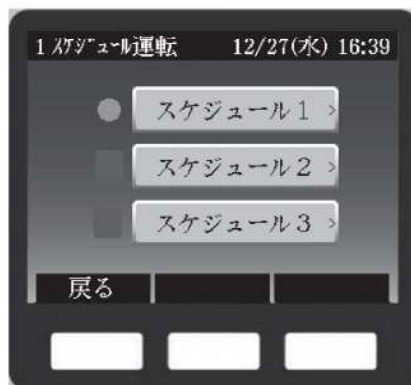 1 ｽｹｼﾞｭｰﾙ運転 12/27(水) 16:39
スケジュール1 >
スケジュール2 >
スケジュール3 >
戻る